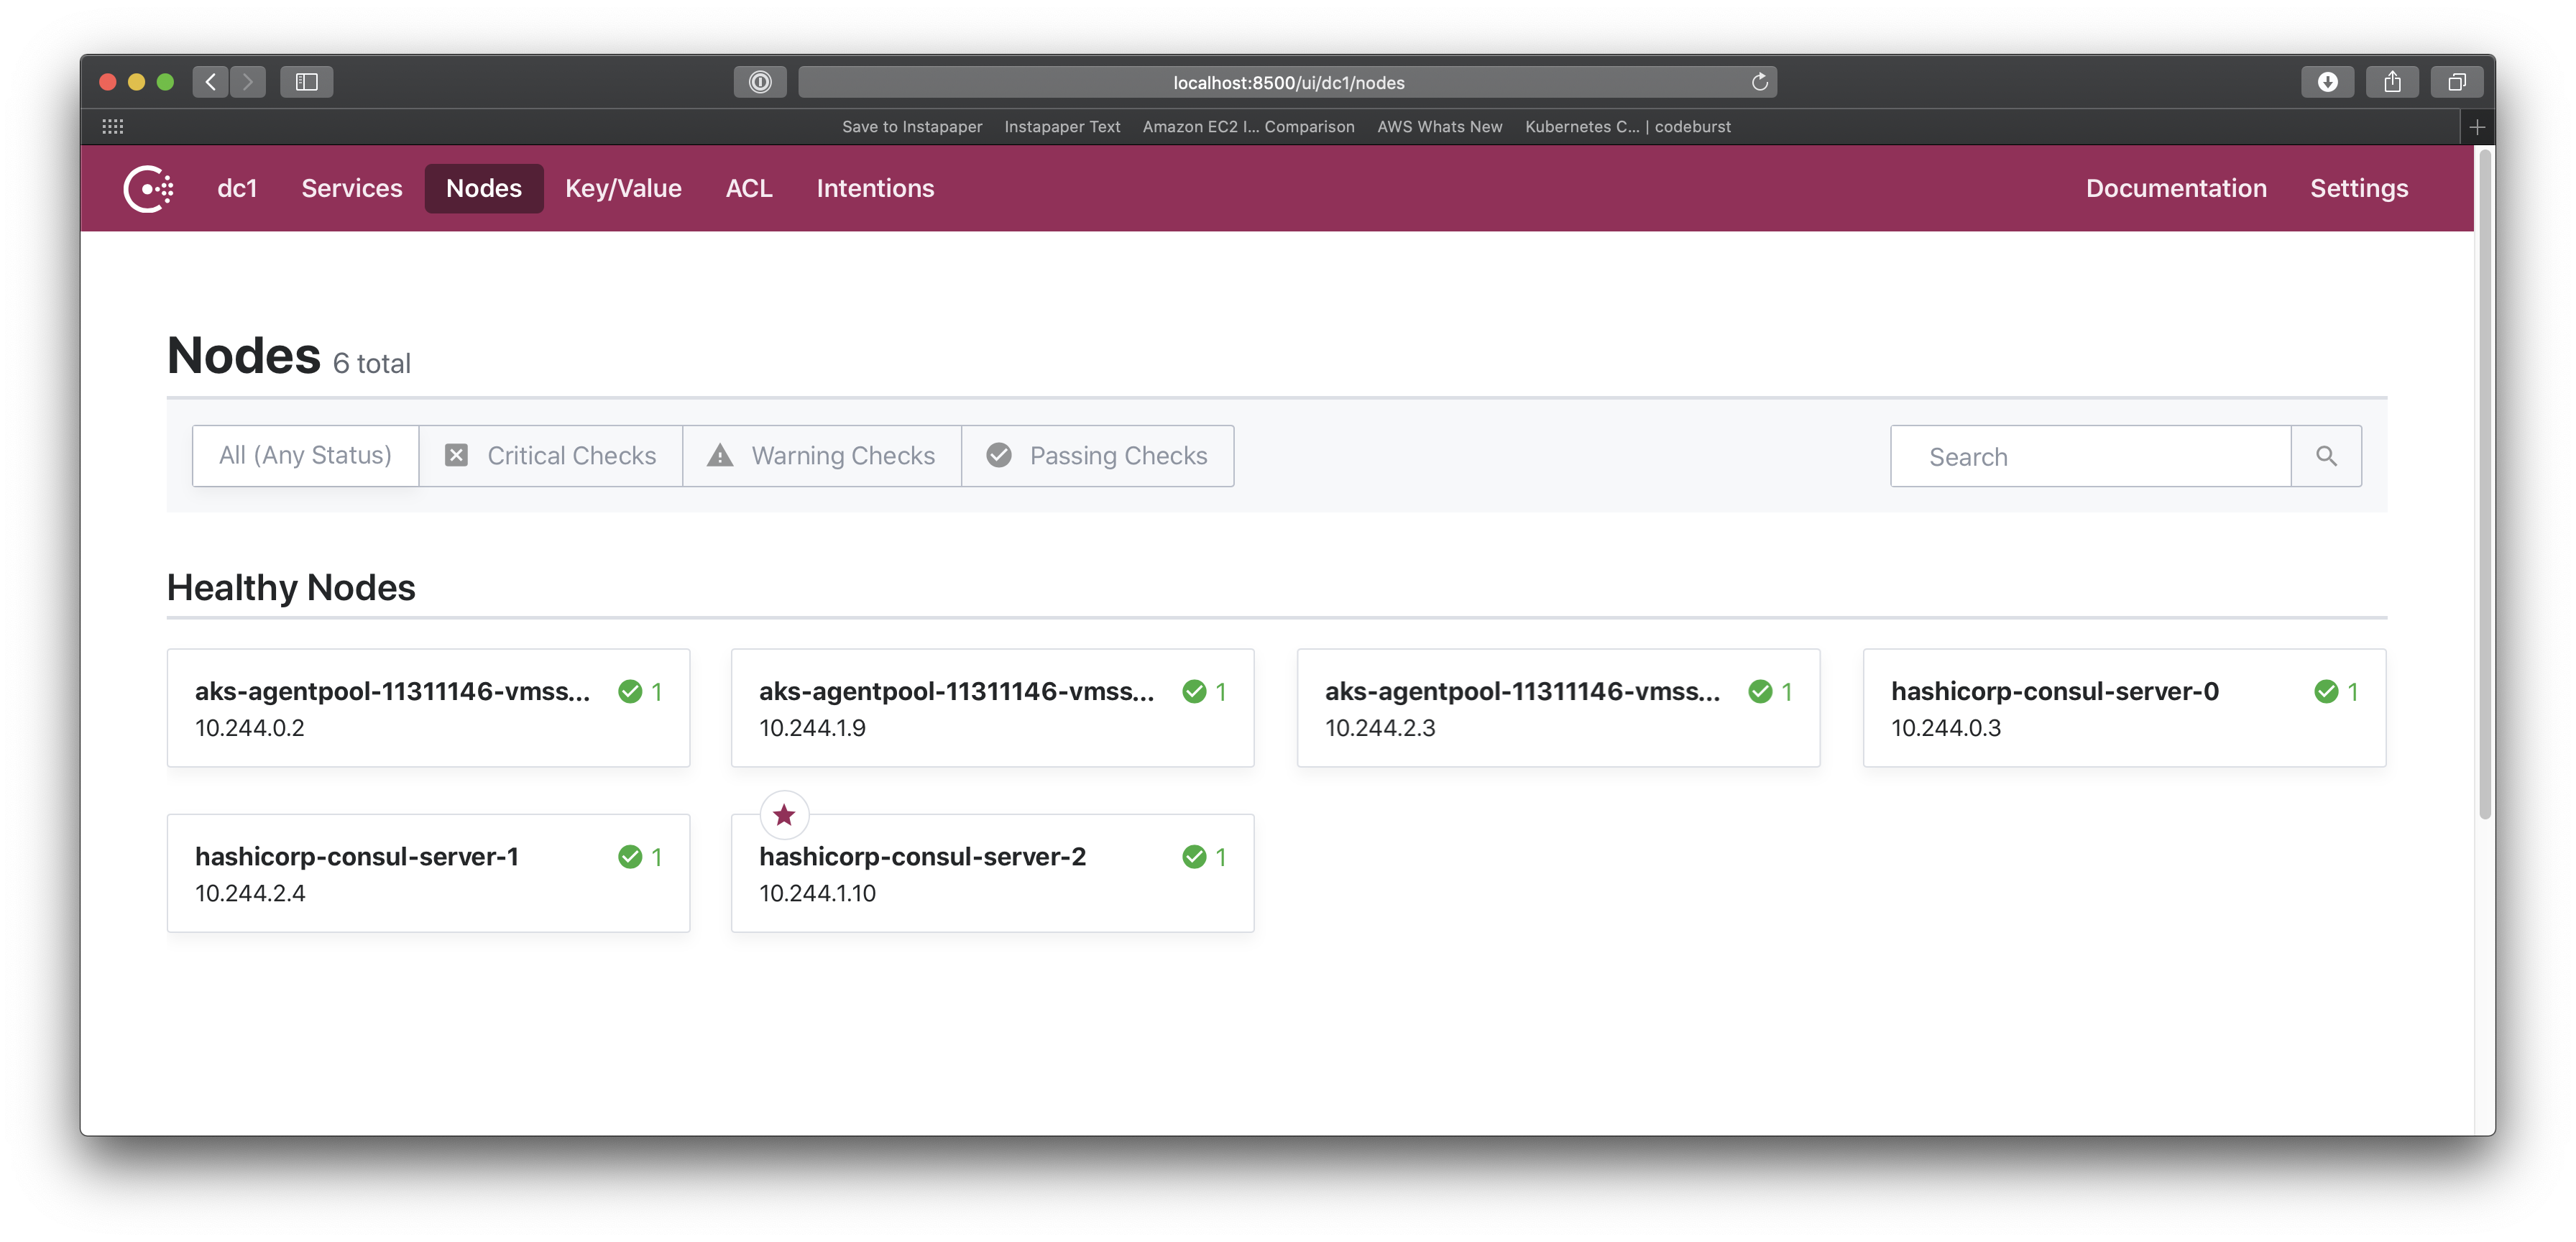 localhost:8500/ui/dc1/nodes
Save to Instapaper Instapaper Text Amazon EC2 I... Comparison AWS Whats New Kubernetes C... | codeburst
dc1 Services Nodes Key/Value ACL Intentions Documentation Settings
Nodes 6 total
All (Any Status) Critical Checks Warning Checks Passing Checks Search
Healthy Nodes
aks-agentpool-11311146-vmss... 1 aks-agentpool-11311146-vmss... 1 aks-agentpool-11311146-vmss... 1 hashicorp-consul-server-0 1
10.244.0.2 10.244.1.9 10.244.2.3 10.244.0.3
hashicorp-consul-server-1 1 hashicorp-consul-server-2 1
10.244.2.4 10.244.1.10